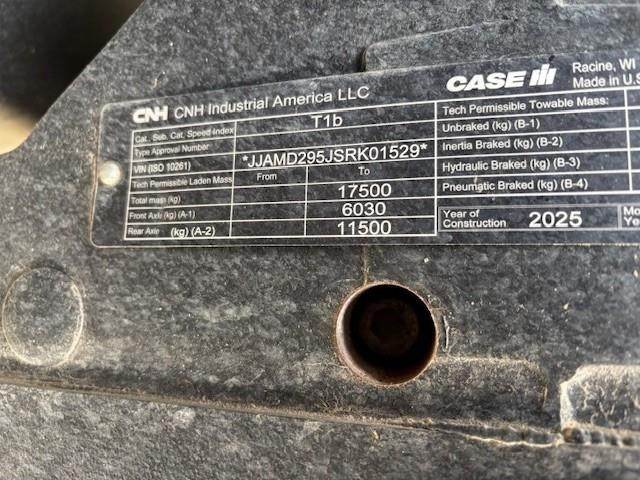 CNH CNH Industrial America LLC
CASE IH
Racine, WI
Made in U.S
Cat., Sub. Cat, Speed Index T1b
Type Approval Number
VIN (ISO 10261) *JJAMD295JSRK01529*
Tech Permissible Laden Mass From To
Total mass (kg) 17500
Front Axle (kg) (A-1) 6030
Rear Axle (kg) (A-2) 11500
Tech Permissible Towable Mass:
Unbraked (kg) (B-1)
Inertia Braked (kg) (B-2)
Hydraulic Braked (kg) (B-3)
Pneumatic Braked (kg) (B-4)
Year of Construction 2025
Mo
Ye